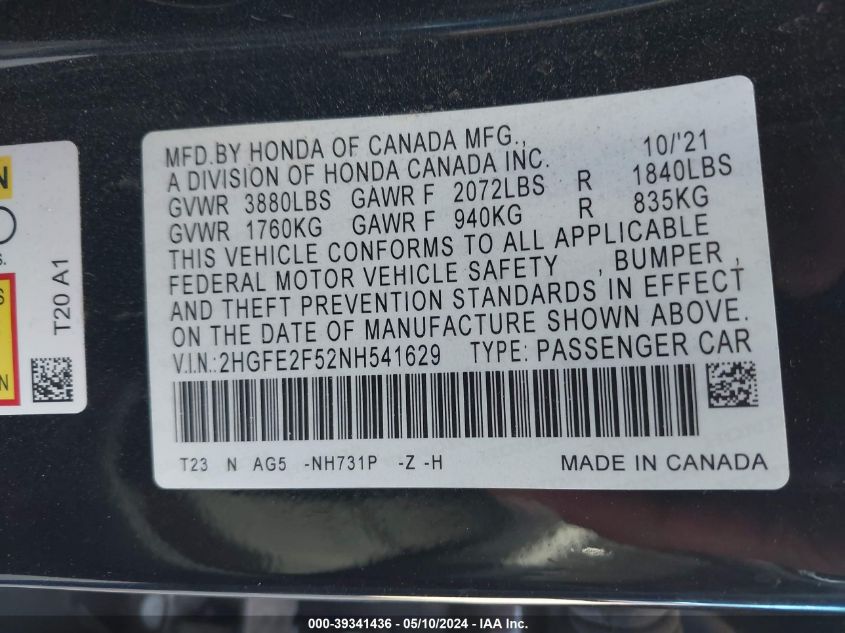 N
S.
S
N
T20 A1
MFD.BY HONDA OF CANADA MFG., 10/'21
A DIVISION OF HONDA CANADA INC.
GVWR 3880LBS GAWR F 2072LBS R 1840LBS
GVWR 1760KG GAWR F 940KG R 835KG
THIS VEHICLE CONFORMS TO ALL APPLICABLE
FEDERAL MOTOR VEHICLE SAFETY , BUMPER ,
AND THEFT PREVENTION STANDARDS IN EFFECT
ON THE DATE OF MANUFACTURE SHOWN ABOVE.
V.I.N.:2HGFE2F52NH541629 TYPE: PASSENGER CAR
T23 N AG5 -NH731P -Z -H MADE IN CANADA
000-39341436 - 05/10/2024 - IAA Inc.